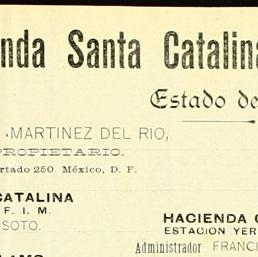 nda Santa Catalina
Estado de
MARTINEZ DEL RIO,
PROPIETARIO.
rtado 250 México, D. F.
CATALINA
F. I. M.
SOTO.
HACIENDA
ESTACION YER
Administrador FRANCI